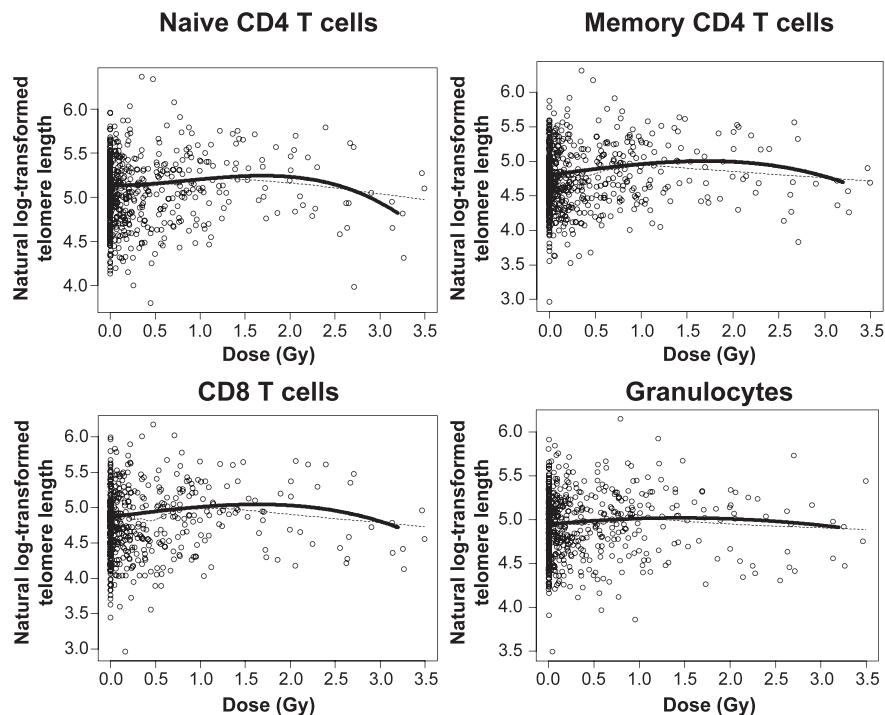 Naive CD4 T cells
Natural log-transformed
telomere length
6.0
5.5
5.0
4.5
4.0
0.0 0.5 1.0 1.5 2.0 2.5 3.0 3.5
Dose (Gy)
Memory CD4 T cells
Natural log-transformed
telomere length
6.0
5.5
5.0
4.5
4.0
3.5
3.0
0.0 0.5 1.0 1.5 2.0 2.5 3.0 3.5
Dose (Gy)
CD8 T cells
Natural log-transformed
telomere length
6.0
5.5
5.0
4.5
4.0
3.5
3.0
0.0 0.5 1.0 1.5 2.0 2.5 3.0 3.5
Dose (Gy)
Granulocytes
Natural log-transformed
telomere length
6.0
5.5
5.0
4.5
4.0
3.5
0.0 0.5 1.0 1.5 2.0 2.5 3.0 3.5
Dose (Gy)